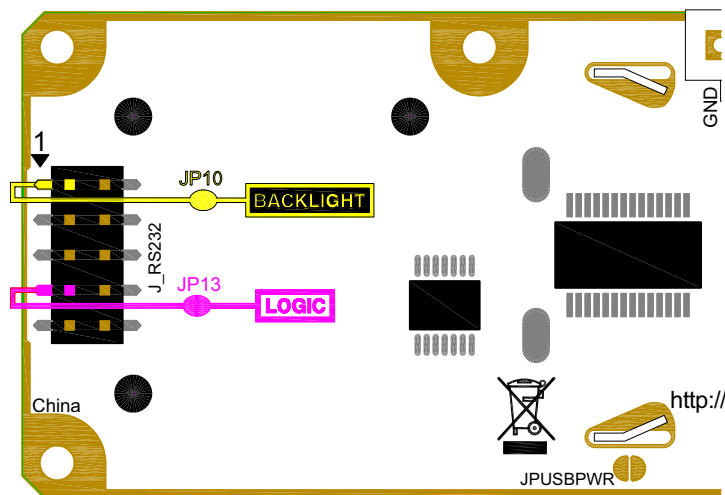 GND
1
JP10
BACKLIGHT
J_RS232
JP13
LOGIC
China
http://
JPUSBPWR